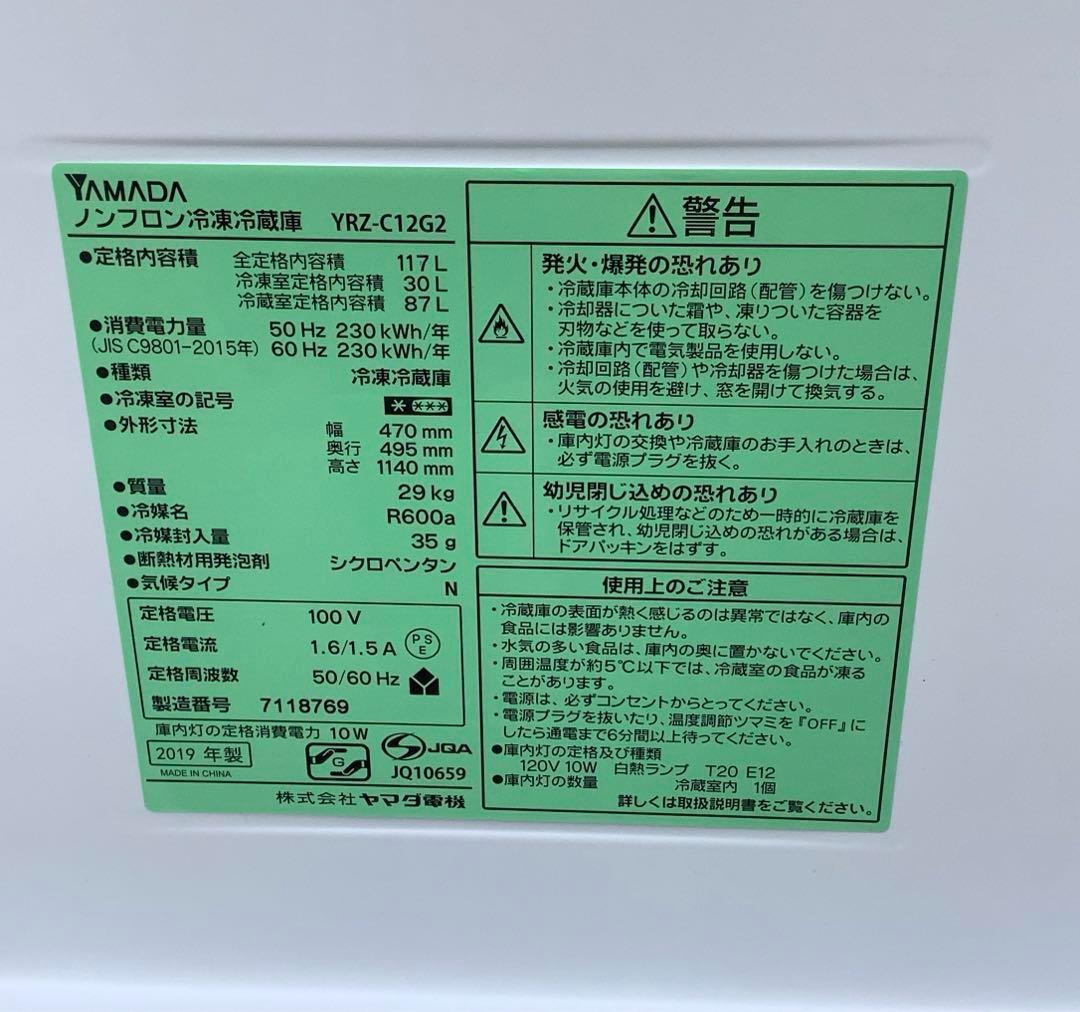 YAMADA
ノンフロン冷凍冷蔵庫 YRZ-C12G2
●定格内容積 全定格内容積 117 L
冷凍室定格内容積 30 L
冷蔵室定格内容積 87 L
●消費電力量 50 Hz 230 kWh/年
(JIS C9801-2015年) 60 Hz 230 kWh/年
●種類 冷凍冷蔵庫
●冷凍室の記号
●外形寸法 幅 470 mm
奥行 495 mm
高さ 1140 mm
●質量 29 kg
●冷媒名 R600a
●冷媒封入量 35 g
●断熱材用発泡剤 シクロペンタン
●気候タイプ N
定格電圧 100 V
定格電流 1.6/1.5 A PSE
定格周波数 50/60 Hz
製造番号 7118769
庫内灯の定格消費電力 10 W
2019 年製 G JQA
MADE IN CHINA JQ10659
株式会社 ヤマダ電機
警告
発火・爆発の恐れあり
・冷蔵庫本体の冷却回路（配管）を傷つけない。
・冷却器についた霜や、凍りついた容器を
刃物などを使って取らない。
・冷蔵庫内で電気製品を使用しない。
・冷却回路（配管）や冷却器を傷つけた場合は、
火気の使用を避け、窓を開けて換気する。
感電の恐れあり
・庫内灯の交換や冷蔵庫のお手入れのときは、
必ず電源プラグを抜く。
幼児閉じ込めの恐れあり
・リサイクル処理などのため一時的に冷蔵庫を
保管され、幼児閉じ込めの恐れがある場合は、
ドアパッキンをはずす。
使用上のご注意
・冷蔵庫の表面が熱く感じるのは異常ではなく、庫内の
食品には影響ありません。
・水気の多い食品は、庫内の奥に置かないでください。
・周囲温度が約5℃以下では、冷蔵室の食品が凍る
ことがあります。
・電源は、必ずコンセントからとってください。
・電源プラグを抜いたり、温度調節ツマミを『OFF』に
したら通電まで6分間以上待ってください。
●庫内灯の定格及び種類
120V 10W 白熱ランプ T20 E12
●庫内灯の数量 冷蔵室内 1個
詳しくは取扱説明書をご覧ください。